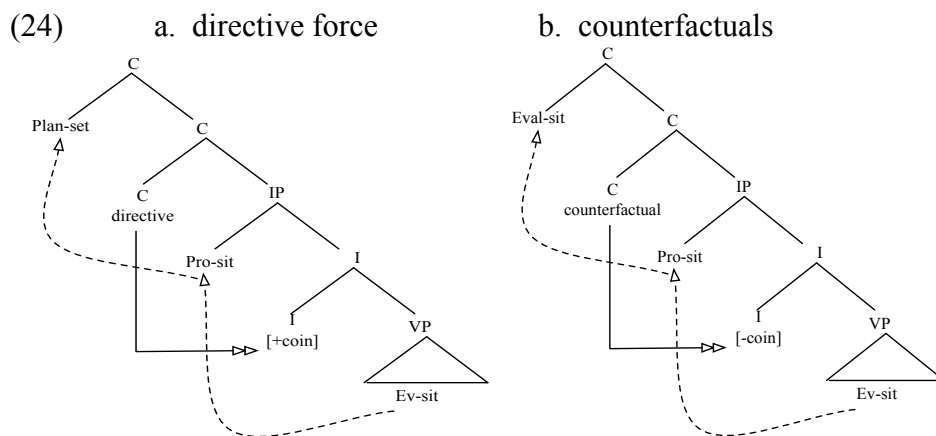 (24) a. directive force b. counterfactuals
C C
Plan-set C Eval-sit C
C IP C IP
directive counterfactual
Pro-sit I Pro-sit I
I VP I VP
[+coin] [-coin]
Ev-sit Ev-sit